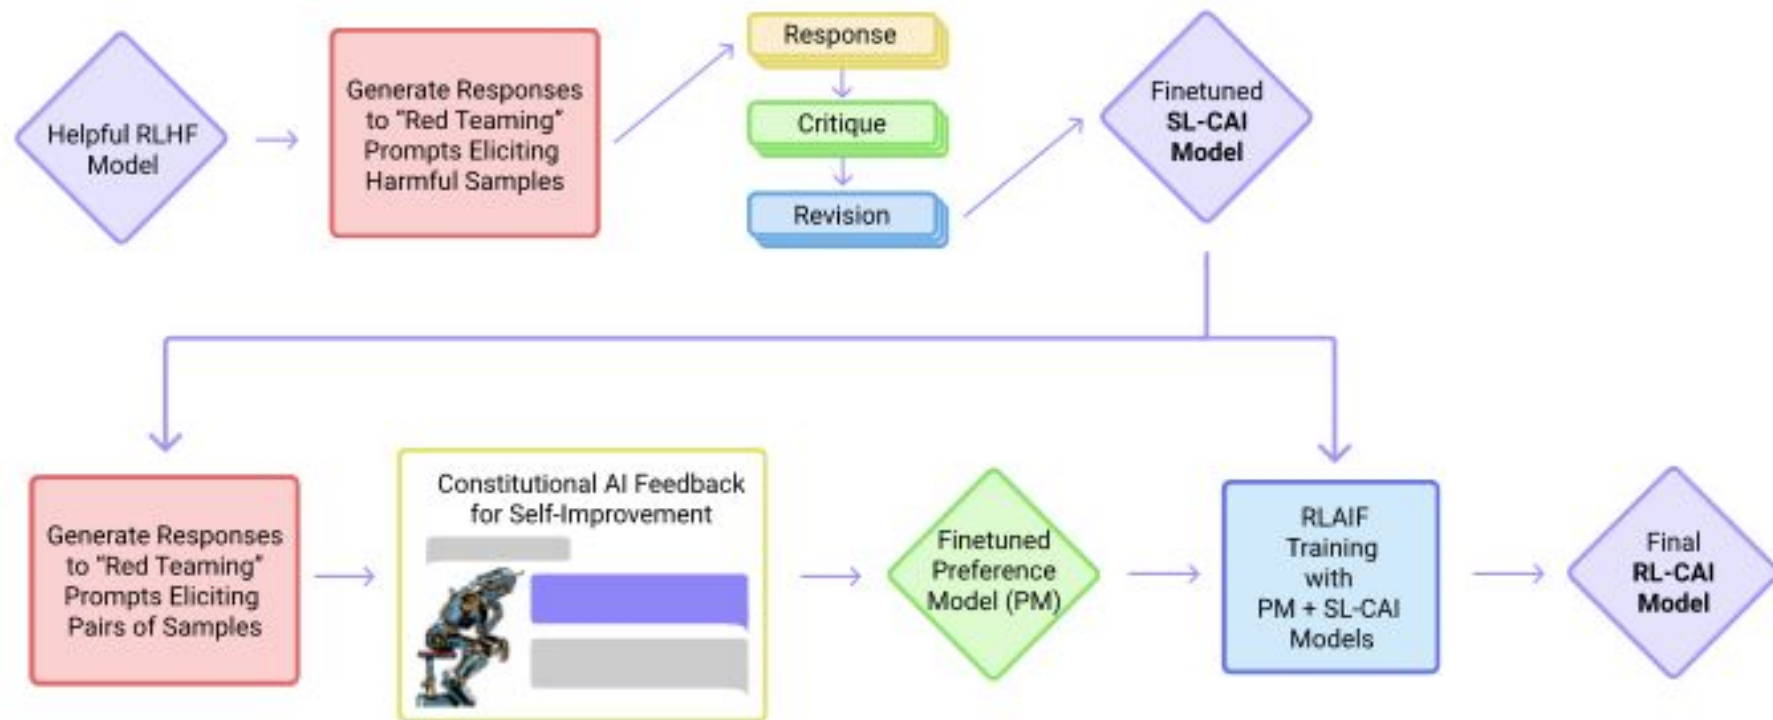 Helpful RLHF
Model
Generate Responses
to “Red Teaming”
Prompts Eliciting
Harmful Samples
Response
Critique
Revision
Finetuned
SL-CAI
Model
Generate Responses
to “Red Teaming”
Prompts Eliciting
Pairs of Samples
Constitutional AI Feedback
for Self-Improvement
Finetuned
Preference
Model (PM)
RLAIF
Training
with
PM + SL-CAI
Models
Final
RL-CAI
Model